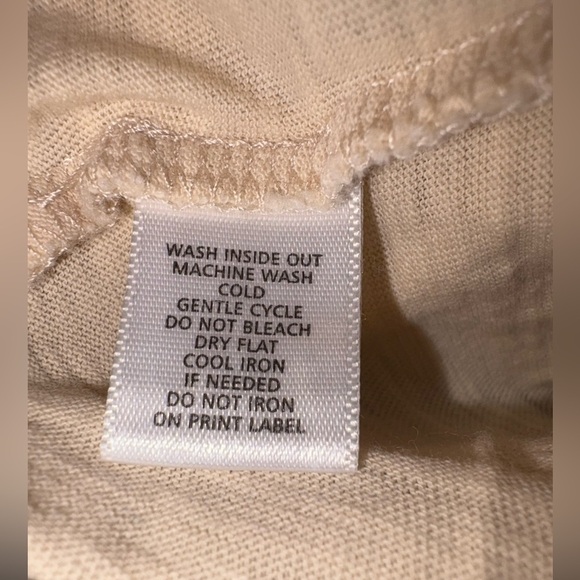 WASH INSIDE OUT
MACHINE WASH
COLD
GENTLE CYCLE
DO NOT BLEACH
DRY FLAT
COOL IRON
IF NEEDED
DO NOT IRON
ON PRINT LABEL